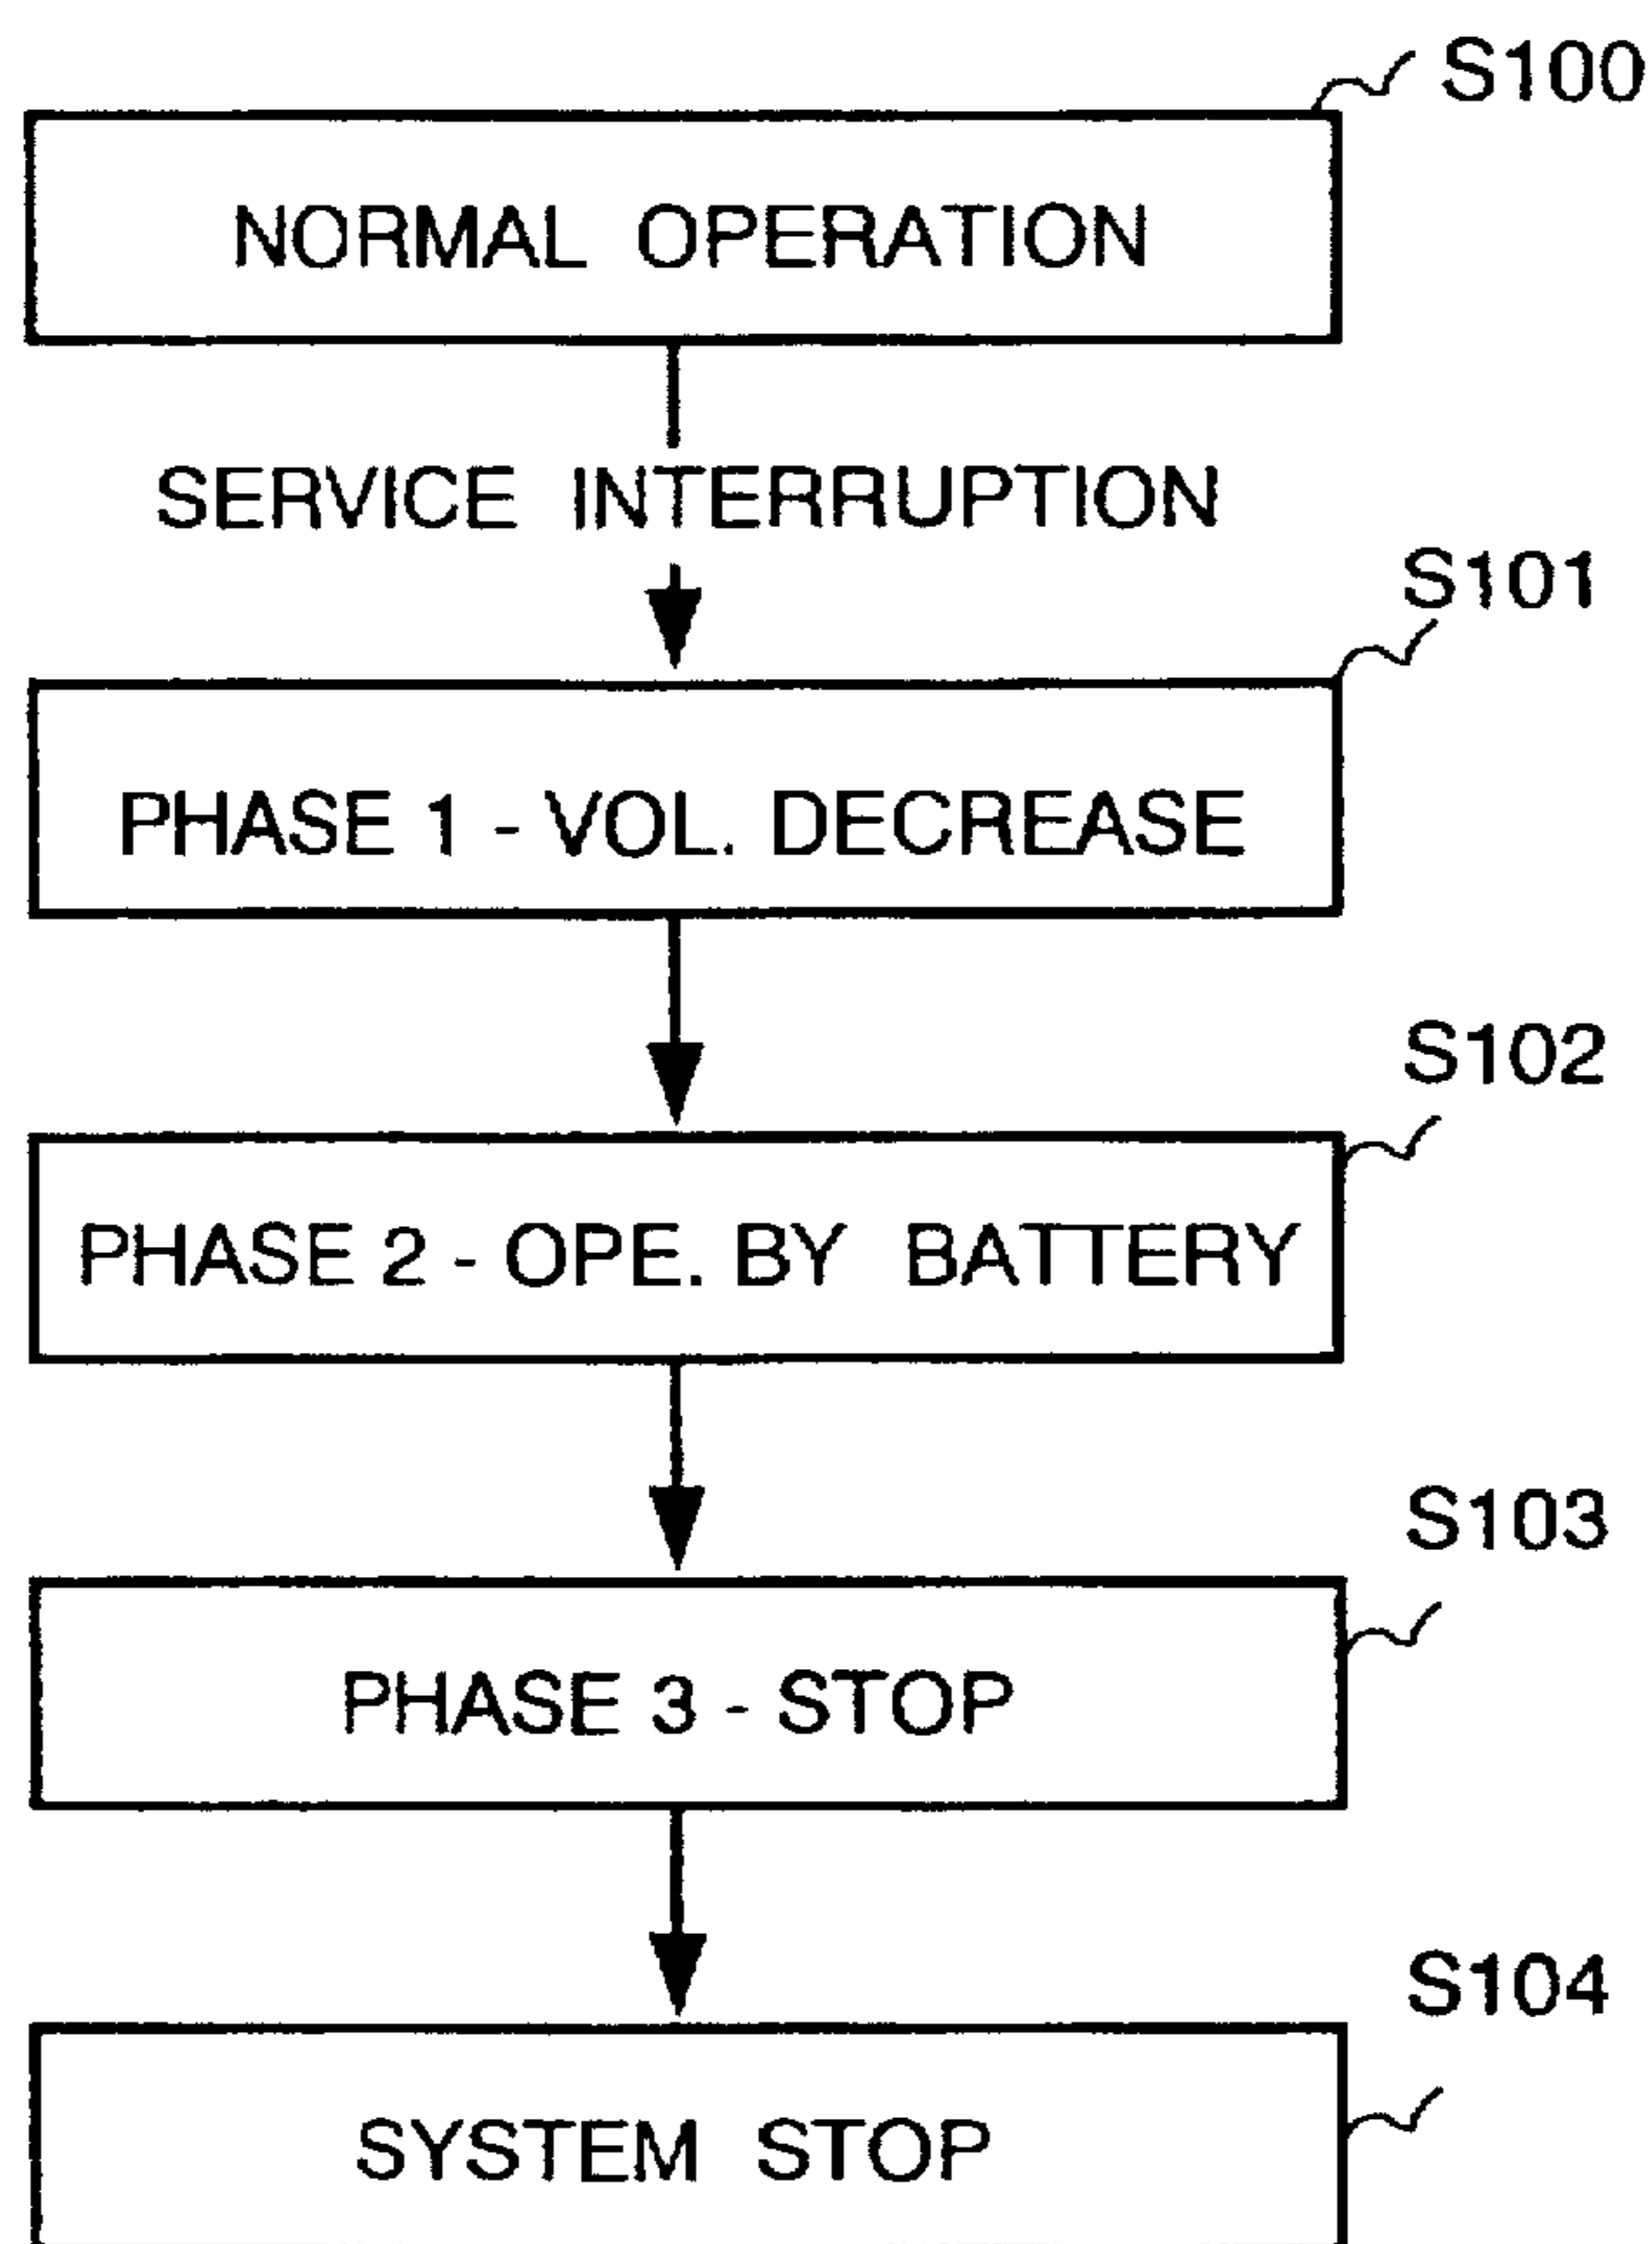 S100
NORMAL OPERATION
SERVICE INTERRUPTION
S101
PHASE 1 - VOL. DECREASE
S102
PHASE 2 - OPE. BY BATTERY
S103
PHASE 3 - STOP
S104
SYSTEM STOP